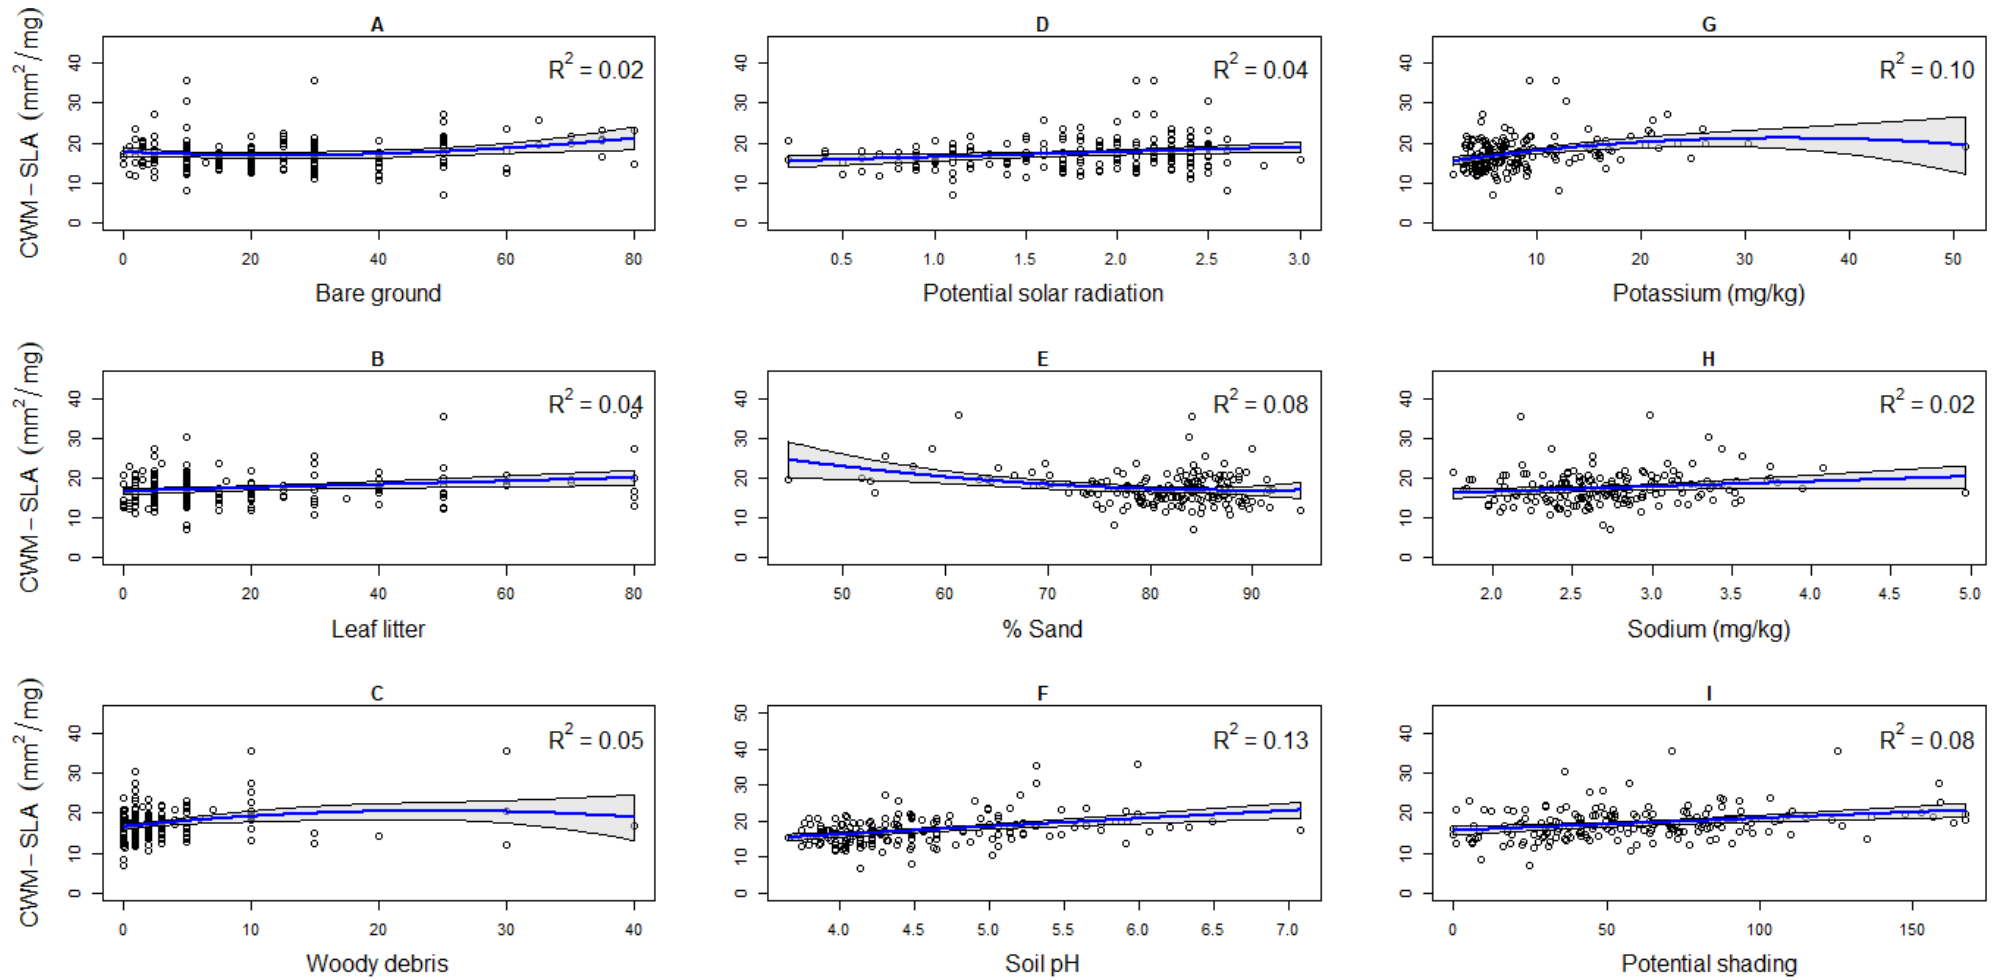 A
CWM – SLA (mm²/mg)
0 10 20 30 40
R² = 0.02
0 20 40 60 80
Bare ground
D
0 10 20 30 40
R² = 0.04
0.5 1.0 1.5 2.0 2.5 3.0
Potential solar radiation
G
0 10 20 30 40
R² = 0.10
10 20 30 40 50
Potassium (mg/kg)
B
CWM – SLA (mm²/mg)
0 10 20 30 40
R² = 0.04
0 20 40 60 80
Leaf litter
E
0 10 20 30 40
R² = 0.08
50 60 70 80 90
% Sand
H
0 10 20 30 40
R² = 0.02
2.0 2.5 3.0 3.5 4.0 4.5 5.0
Sodium (mg/kg)
C
CWM – SLA (mm²/mg)
0 10 20 30 40
R² = 0.05
0 10 20 30 40
Woody debris
F
0 10 20 30 40 50
R² = 0.13
4.0 4.5 5.0 5.5 6.0 6.5 7.0
Soil pH
I
0 10 20 30 40
R² = 0.08
0 50 100 150
Potential shading